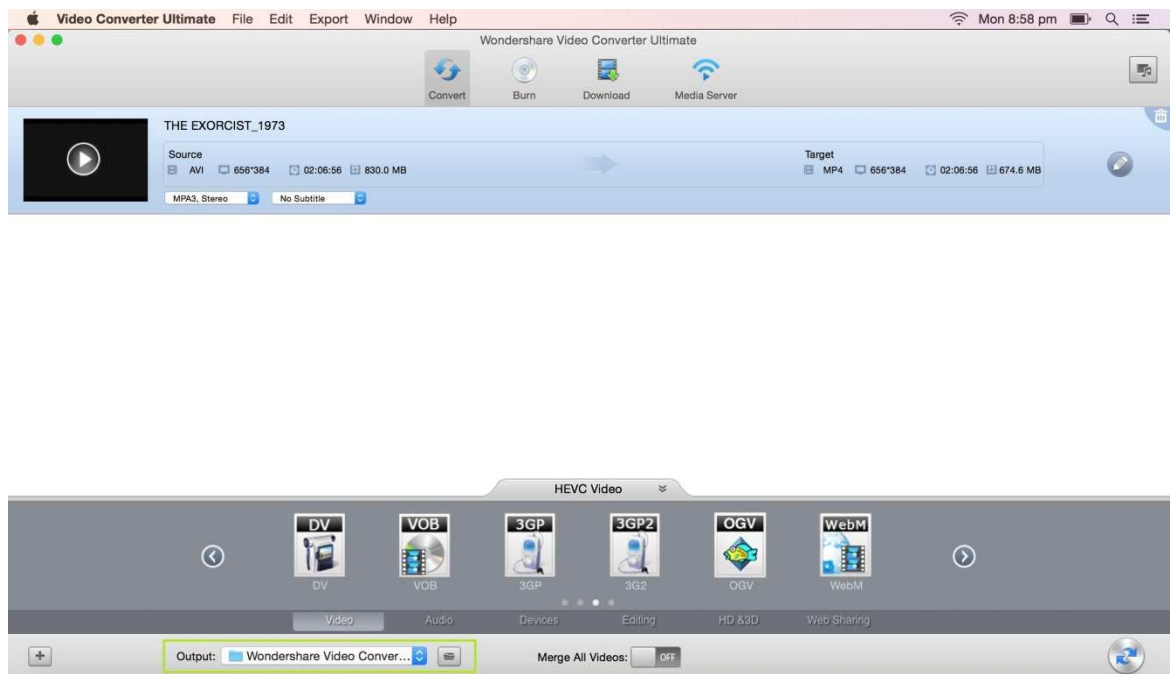 Video Converter Ultimate File Edit Export Window Help Mon 8:58 pm
Wondershare Video Converter Ultimate
Convert Burn Download Media Server
THE EXORCIST_1973
Source Target
AVI 656*384 02:06:56 830.0 MB MP4 656*384 02:06:56 674.6 MB
MPA3, Stereo No Subtitle
HEVC Video
DV VOB 3GP 3GP2 OGV WebM
DV VOB 3GP 3G2 OGV WebM
Video Audio Devices Editing HD &3D Web Sharing
Output: Wondershare Video Conver... Merge All Videos: OFF